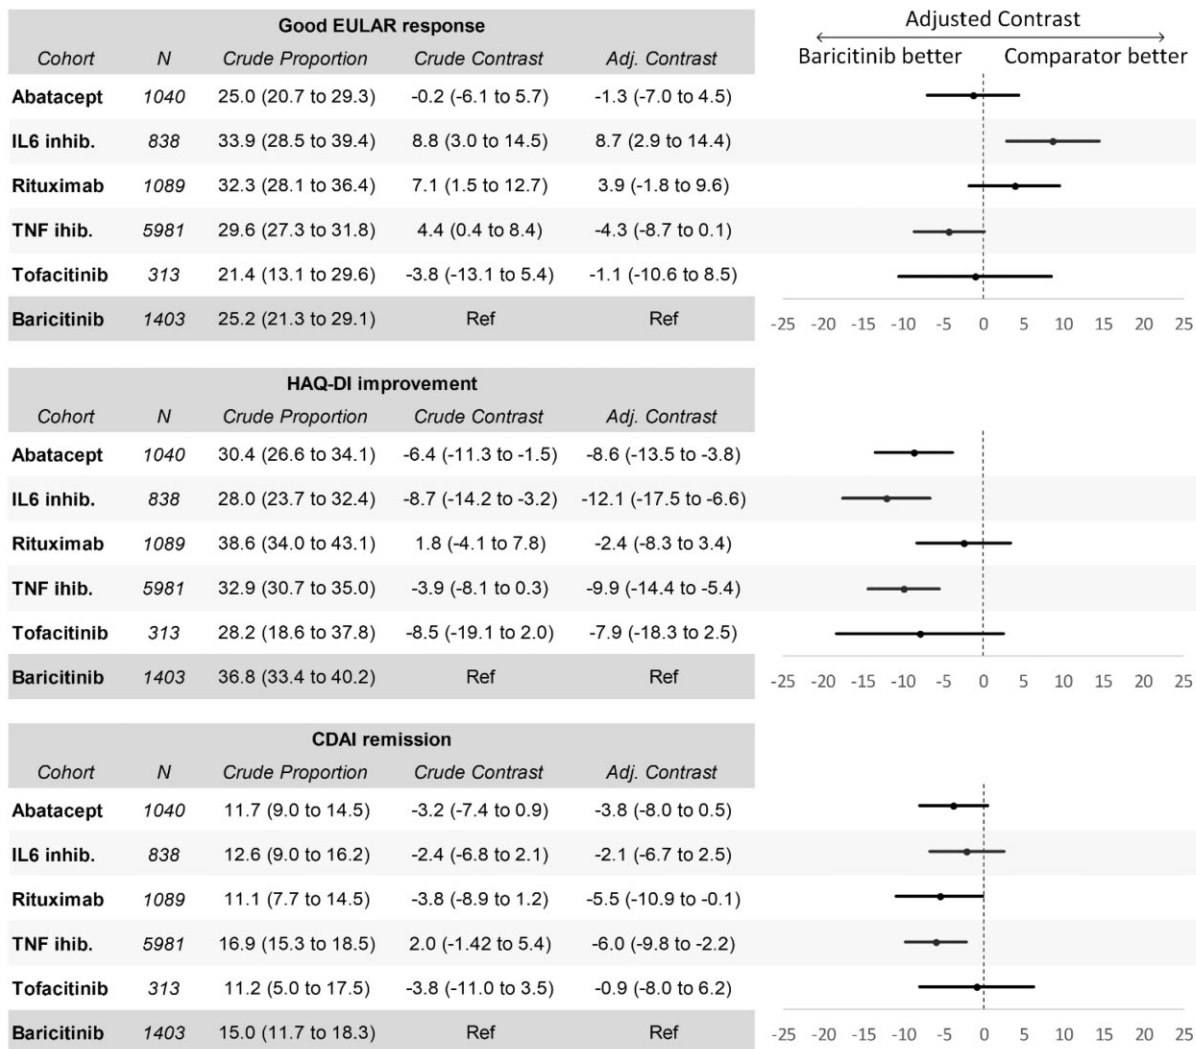 Good EULAR response
Cohort N Crude Proportion Crude Contrast Adj. Contrast
Adjusted Contrast
Baricitinib better Comparator better
Abatacept 1040 25.0 (20.7 to 29.3) -0.2 (-6.1 to 5.7) -1.3 (-7.0 to 4.5)
IL6 inhib. 838 33.9 (28.5 to 39.4) 8.8 (3.0 to 14.5) 8.7 (2.9 to 14.4)
Rituximab 1089 32.3 (28.1 to 36.4) 7.1 (1.5 to 12.7) 3.9 (-1.8 to 9.6)
TNF ihib. 5981 29.6 (27.3 to 31.8) 4.4 (0.4 to 8.4) -4.3 (-8.7 to 0.1)
Tofacitinib 313 21.4 (13.1 to 29.6) -3.8 (-13.1 to 5.4) -1.1 (-10.6 to 8.5)
Baricitinib 1403 25.2 (21.3 to 29.1) Ref Ref
-25 -20 -15 -10 -5 0 5 10 15 20 25
HAQ-DI improvement
Cohort N Crude Proportion Crude Contrast Adj. Contrast
Abatacept 1040 30.4 (26.6 to 34.1) -6.4 (-11.3 to -1.5) -8.6 (-13.5 to -3.8)
IL6 inhib. 838 28.0 (23.7 to 32.4) -8.7 (-14.2 to -3.2) -12.1 (-17.5 to -6.6)
Rituximab 1089 38.6 (34.0 to 43.1) 1.8 (-4.1 to 7.8) -2.4 (-8.3 to 3.4)
TNF ihib. 5981 32.9 (30.7 to 35.0) -3.9 (-8.1 to 0.3) -9.9 (-14.4 to -5.4)
Tofacitinib 313 28.2 (18.6 to 37.8) -8.5 (-19.1 to 2.0) -7.9 (-18.3 to 2.5)
Baricitinib 1403 36.8 (33.4 to 40.2) Ref Ref
-25 -20 -15 -10 -5 0 5 10 15 20 25
CDAI remission
Cohort N Crude Proportion Crude Contrast Adj. Contrast
Abatacept 1040 11.7 (9.0 to 14.5) -3.2 (-7.4 to 0.9) -3.8 (-8.0 to 0.5)
IL6 inhib. 838 12.6 (9.0 to 16.2) -2.4 (-6.8 to 2.1) -2.1 (-6.7 to 2.5)
Rituximab 1089 11.1 (7.7 to 14.5) -3.8 (-8.9 to 1.2) -5.5 (-10.9 to -0.1)
TNF ihib. 5981 16.9 (15.3 to 18.5) 2.0 (-1.42 to 5.4) -6.0 (-9.8 to -2.2)
Tofacitinib 313 11.2 (5.0 to 17.5) -3.8 (-11.0 to 3.5) -0.9 (-8.0 to 6.2)
Baricitinib 1403 15.0 (11.7 to 18.3) Ref Ref
-25 -20 -15 -10 -5 0 5 10 15 20 25